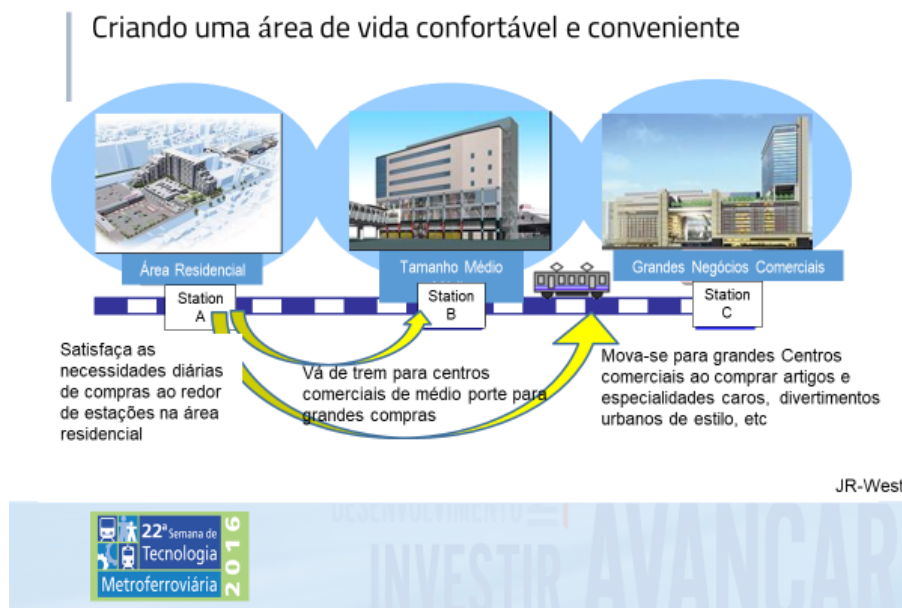 Criando uma área de vida confortável e conveniente
Área Residencial
Tamanho Médio
Grandes Negócios Comerciais
Station
A
Station
B
Station
C
Satisfaça as
necessidades diárias
de compras ao redor
de estações na área
residencial
Vá de trem para centros
comerciais de médio porte para
grandes compras
Mova-se para grandes Centros
comerciais ao comprar artigos e
especialidades caros, divertimentos
urbanos de estilo, etc
JR-West
22ª Semana de
Tecnologia
Metroferroviária
2016
DESENVOLVIMENTO
INVESTIR
AVANÇAR